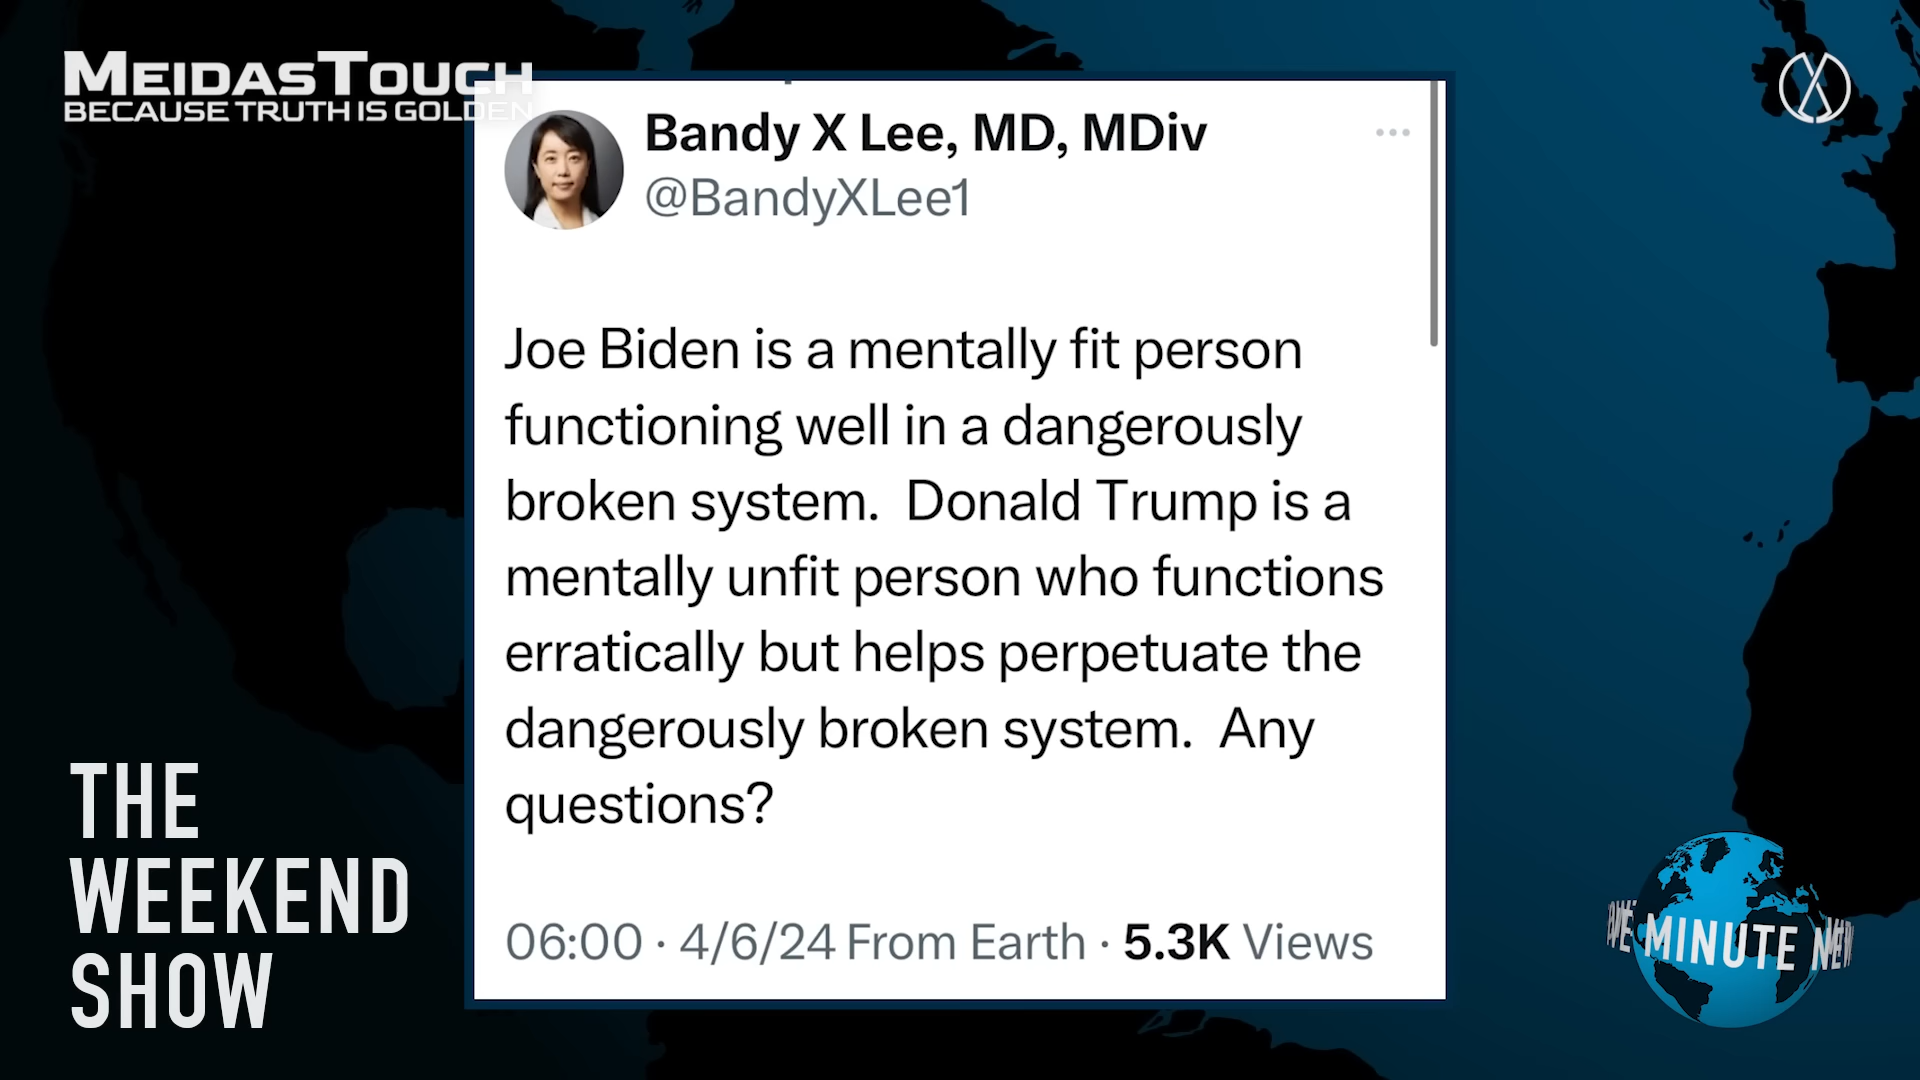 MEIDASTOUCH
BECAUSE TRUTH IS GOLDEN
Bandy X Lee, MD, MDiv
@BandyXLee1
Joe Biden is a mentally fit person
functioning well in a dangerously
broken system.  Donald Trump is a
mentally unfit person who functions
erratically but helps perpetuate the
dangerously broken system.  Any
questions?
06:00 · 4/6/24 From Earth · 5.3K Views
THE
WEEKEND
SHOW
MINUTE